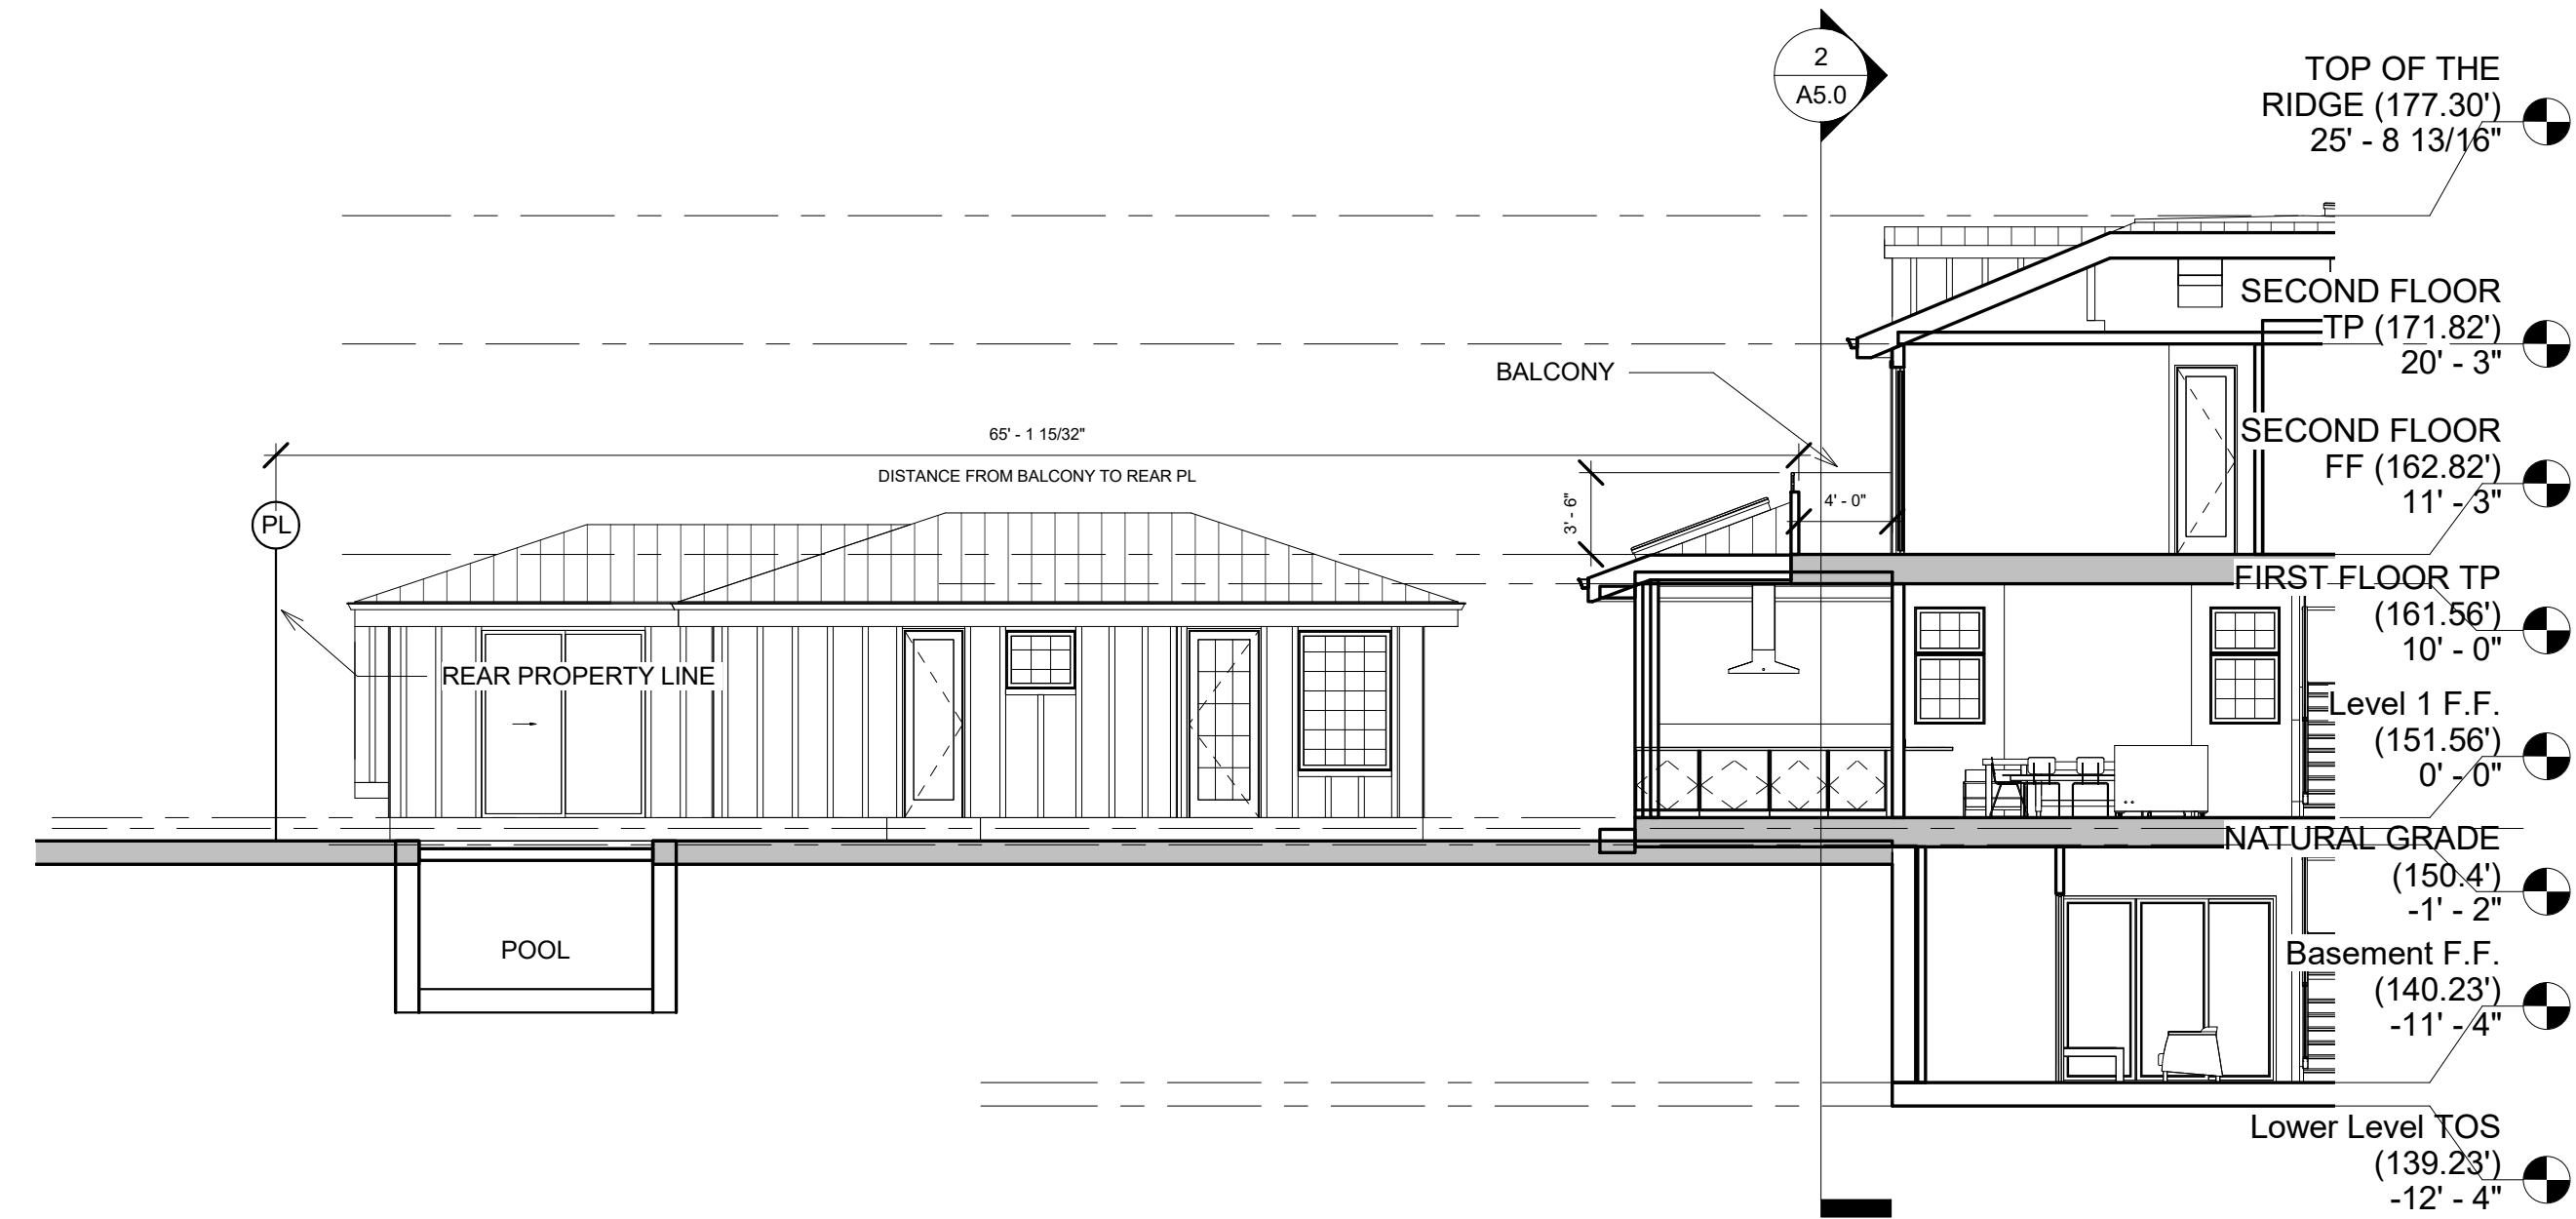 2
A5.0
TOP OF THE
RIDGE (177.30')
25' - 8 13/16"
SECOND FLOOR
TP (171.82')
20' - 3"
BALCONY
SECOND FLOOR
FF (162.82')
11' - 3"
65' - 1 15/32"
DISTANCE FROM BALCONY TO REAR PL
3' - 6"
4' - 0"
PL
FIRST FLOOR TP
(161.56')
10' - 0"
REAR PROPERTY LINE
Level 1 F.F.
(151.56')
0' - 0"
NATURAL GRADE
(150.4')
-1' - 2"
POOL
Basement F.F.
(140.23')
-11' - 4"
Lower Level TOS
(139.23')
-12' - 4"